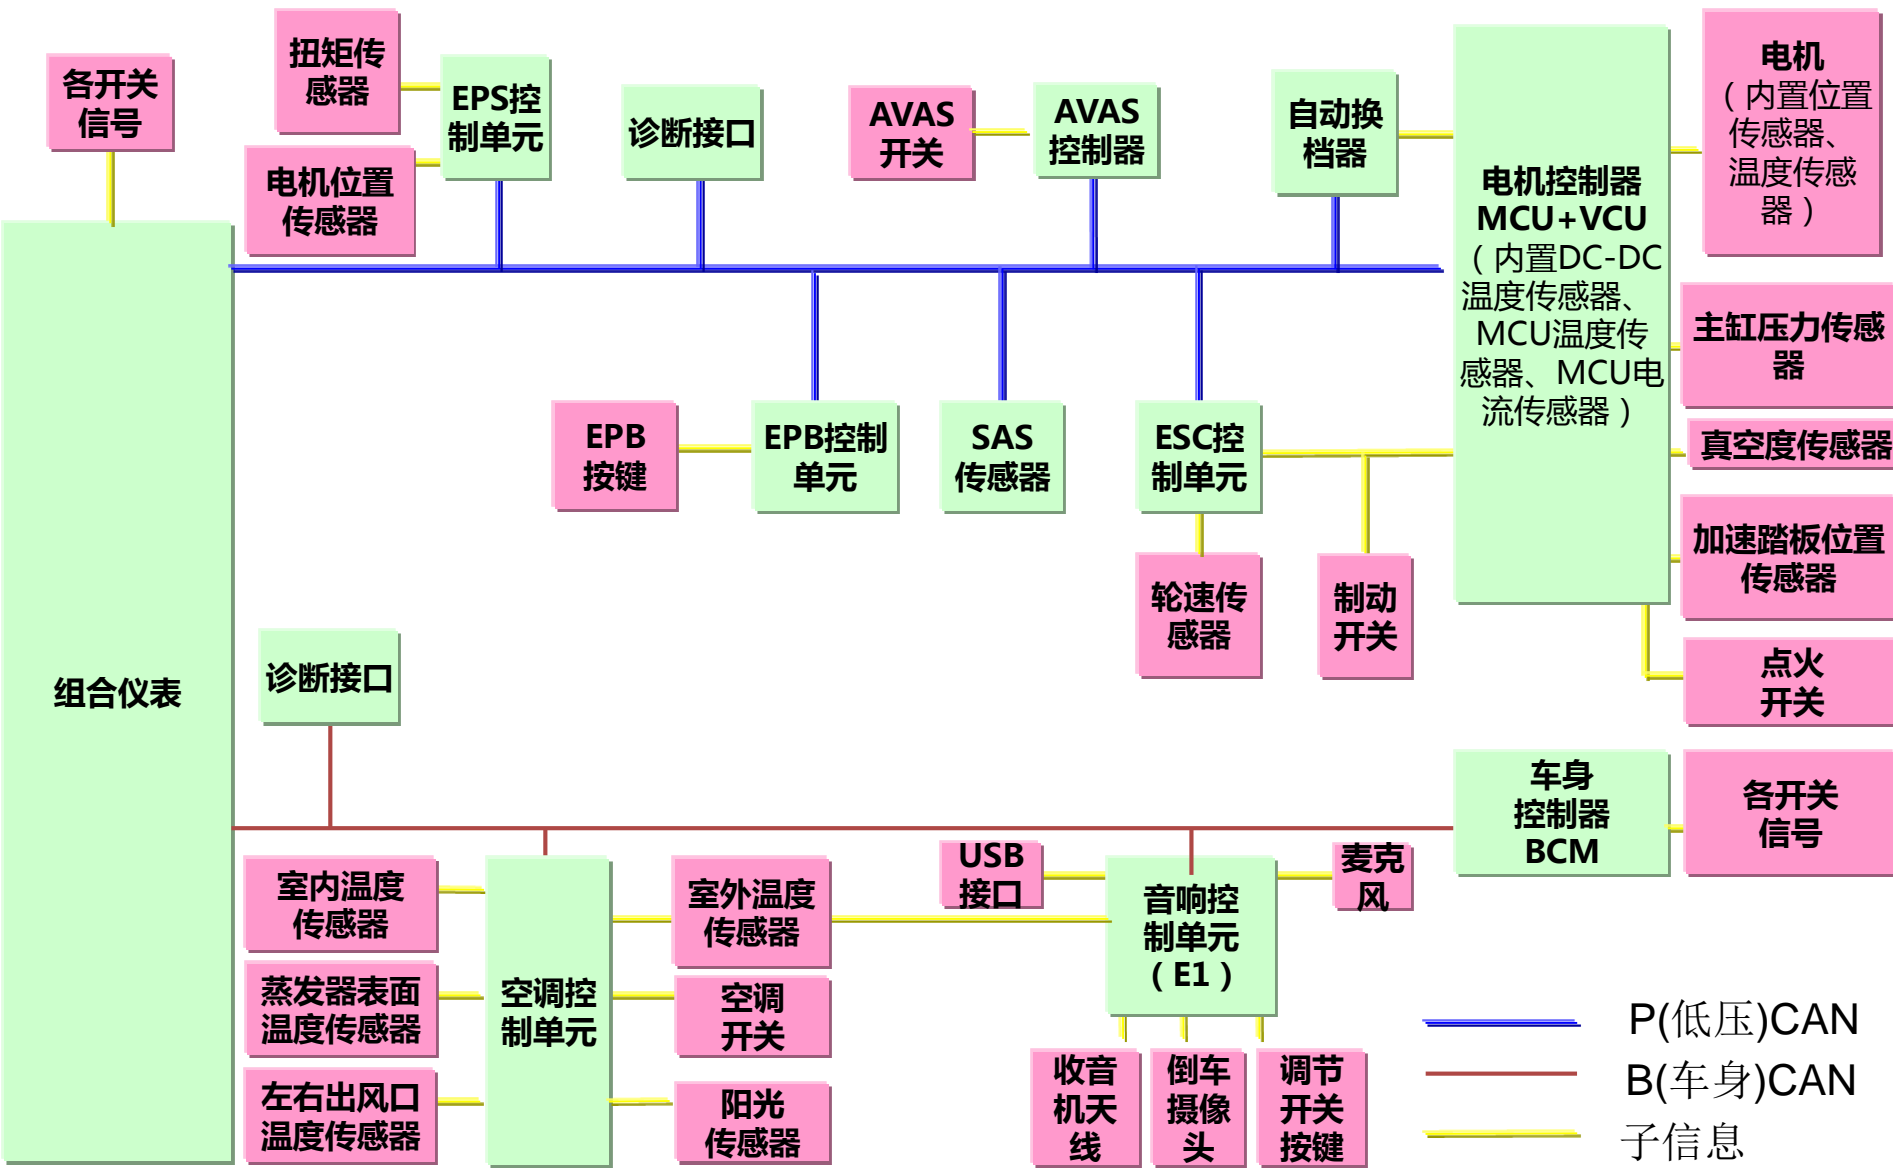 各开关
信号
扭矩传
感器
EPS控
制单元
电机位置
传感器
诊断接口
AVAS
开关
AVAS
控制器
自动换
档器
电机控制器
MCU+VCU
（内置DC-DC
温度传感器、
MCU温度传
感器、MCU电
流传感器）
电机
（内置位置
传感器、
温度传感
器）
主缸压力传感
器
真空度传感器
加速踏板位置
传感器
点火
开关
EPB
按键
EPB控制
单元
SAS
传感器
ESC控
制单元
轮速传
感器
制动
开关
组合仪表
诊断接口
车身
控制器
BCM
各开关
信号
室内温度
传感器
蒸发器表面
温度传感器
左右出风口
温度传感器
空调控
制单元
室外温度
传感器
空调
开关
阳光
传感器
USB
接口
音响控
制单元
（E1）
麦克
风
收音
机天
线
倒车
摄像
头
调节
开关
按键
P(低压)CAN
B(车身)CAN
子信息